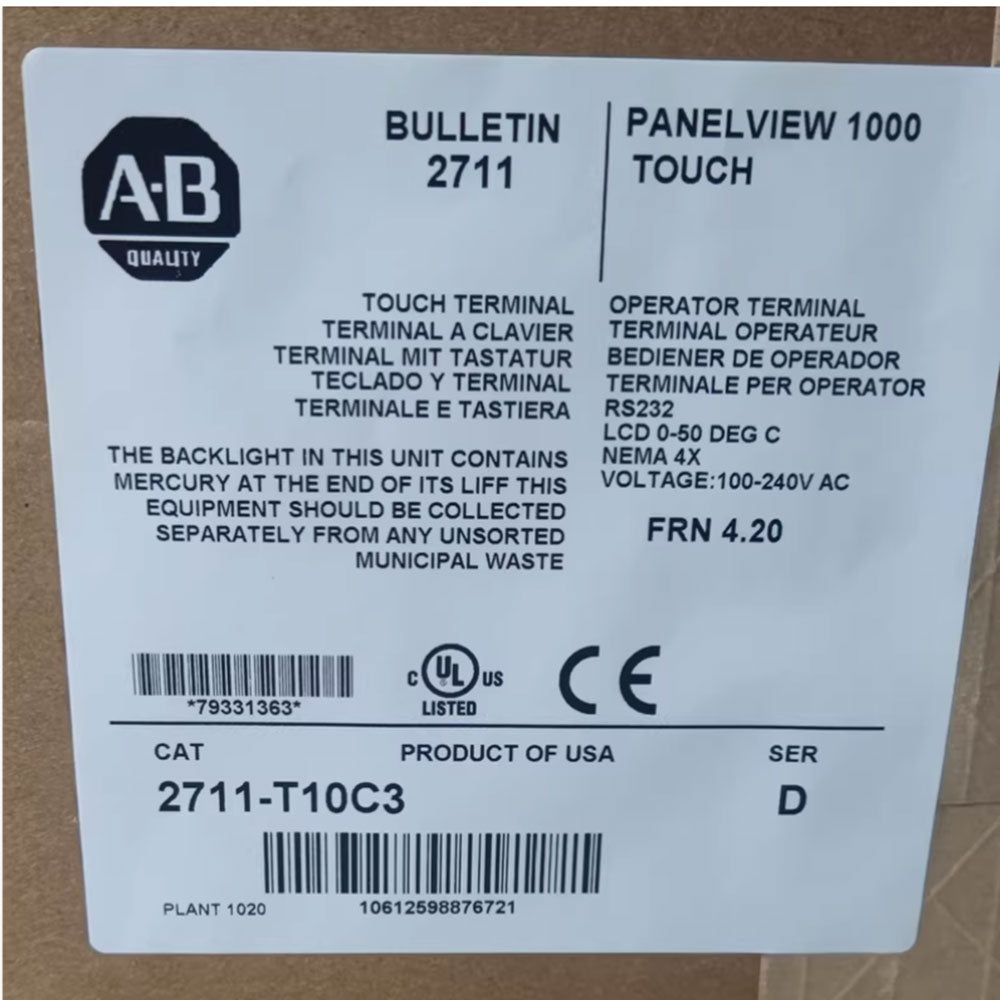 A-B
QUALITY
BULLETIN
2711
PANELVIEW 1000
TOUCH
TOUCH TERMINAL
TERMINAL A CLAVIER
TERMINAL MIT TASTATUR
TECLADO Y TERMINAL
TERMINALE E TASTIERA
OPERATOR TERMINAL
TERMINAL OPERATEUR
BEDIENER DE OPERADOR
TERMINALE PER OPERATOR
RS232
LCD 0-50 DEG C
NEMA 4X
VOLTAGE:100-240V AC
FRN 4.20
THE BACKLIGHT IN THIS UNIT CONTAINS
MERCURY AT THE END OF ITS LIFF THIS
EQUIPMENT SHOULD BE COLLECTED
SEPARATELY FROM ANY UNSORTED
MUNICIPAL WASTE
*79331363*
C UL US
LISTED
CE
CAT
PRODUCT OF USA
SER
2711-T10C3
D
PLANT 1020
10612598876721